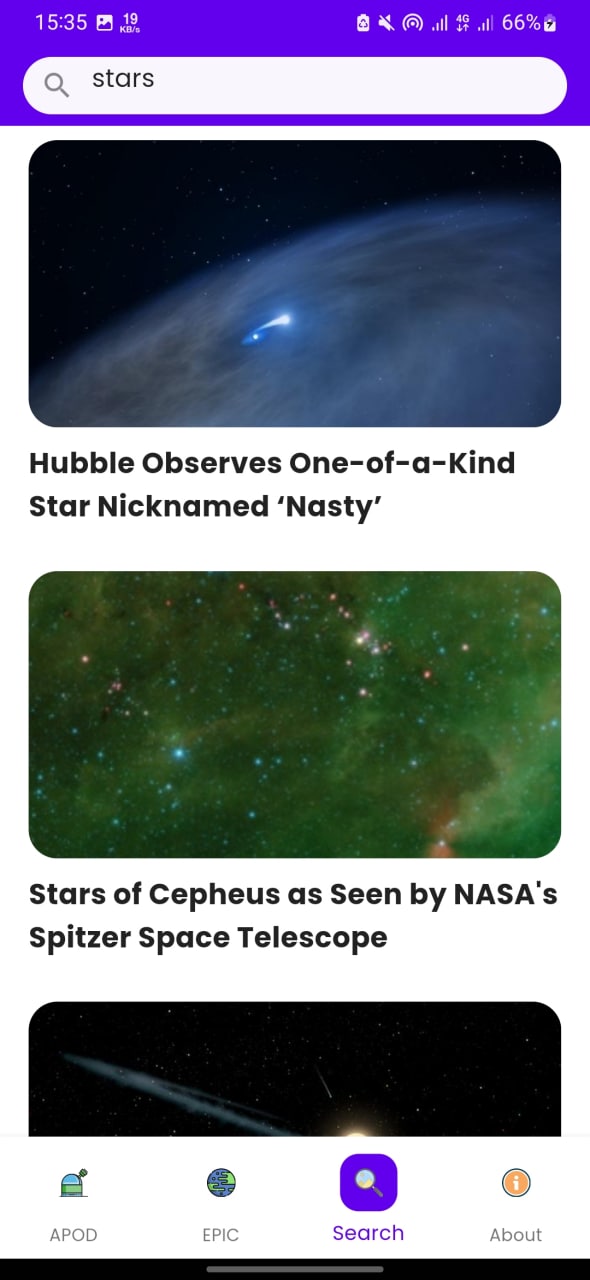 15:35 19 KB/s 4G 66%
stars
Hubble Observes One-of-a-Kind
Star Nicknamed ‘Nasty’
Stars of Cepheus as Seen by NASA's
Spitzer Space Telescope
APOD EPIC Search About